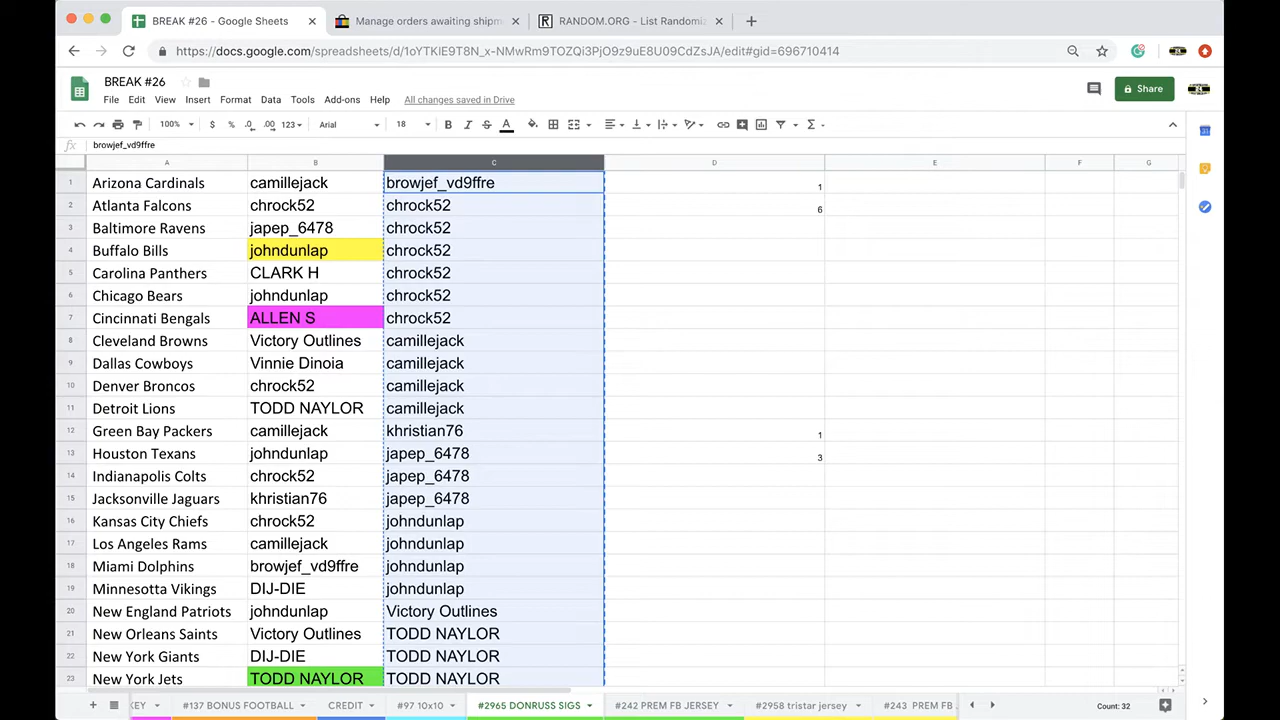 BREAK #26 - Google Sheets × Manage orders awaiting shipm × RANDOM.ORG - List Randomiz × +
https://docs.google.com/spreadsheets/d/1oYTKlE9T8N_x-NMwRm9TOZQi3PjO9z9uE8U09CdZsJA/edit#gid=696710414
BREAK #26
File Edit View Insert Format Data Tools Add-ons Help All changes saved in Drive Share
100% $ % .0 .00 123 Arial 18 B I S A
fx browjef_vd9ffre
A B C D E F G
1 Arizona Cardinals camillejack browjef_vd9ffre 1
2 Atlanta Falcons chrock52 chrock52 6
3 Baltimore Ravens japep_6478 chrock52
4 Buffalo Bills johndunlap chrock52
5 Carolina Panthers CLARK H chrock52
6 Chicago Bears johndunlap chrock52
7 Cincinnati Bengals ALLEN S chrock52
8 Cleveland Browns Victory Outlines camillejack
9 Dallas Cowboys Vinnie Dinoia camillejack
10 Denver Broncos chrock52 camillejack
11 Detroit Lions TODD NAYLOR camillejack
12 Green Bay Packers camillejack khristian76 1
13 Houston Texans johndunlap japep_6478 3
14 Indianapolis Colts chrock52 japep_6478
15 Jacksonville Jaguars khristian76 japep_6478
16 Kansas City Chiefs chrock52 johndunlap
17 Los Angeles Rams camillejack johndunlap
18 Miami Dolphins browjef_vd9ffre johndunlap
19 Minnesota Vikings DIJ-DIE johndunlap
20 New England Patriots johndunlap Victory Outlines
21 New Orleans Saints Victory Outlines TODD NAYLOR
22 New York Giants DIJ-DIE TODD NAYLOR
23 New York Jets TODD NAYLOR TODD NAYLOR
KEY #137 BONUS FOOTBALL CREDIT #97 10x10 #2965 DONRUSS SIGS #242 PREM FB JERSEY #2958 tristar jersey #243 PREM FB Count: 32